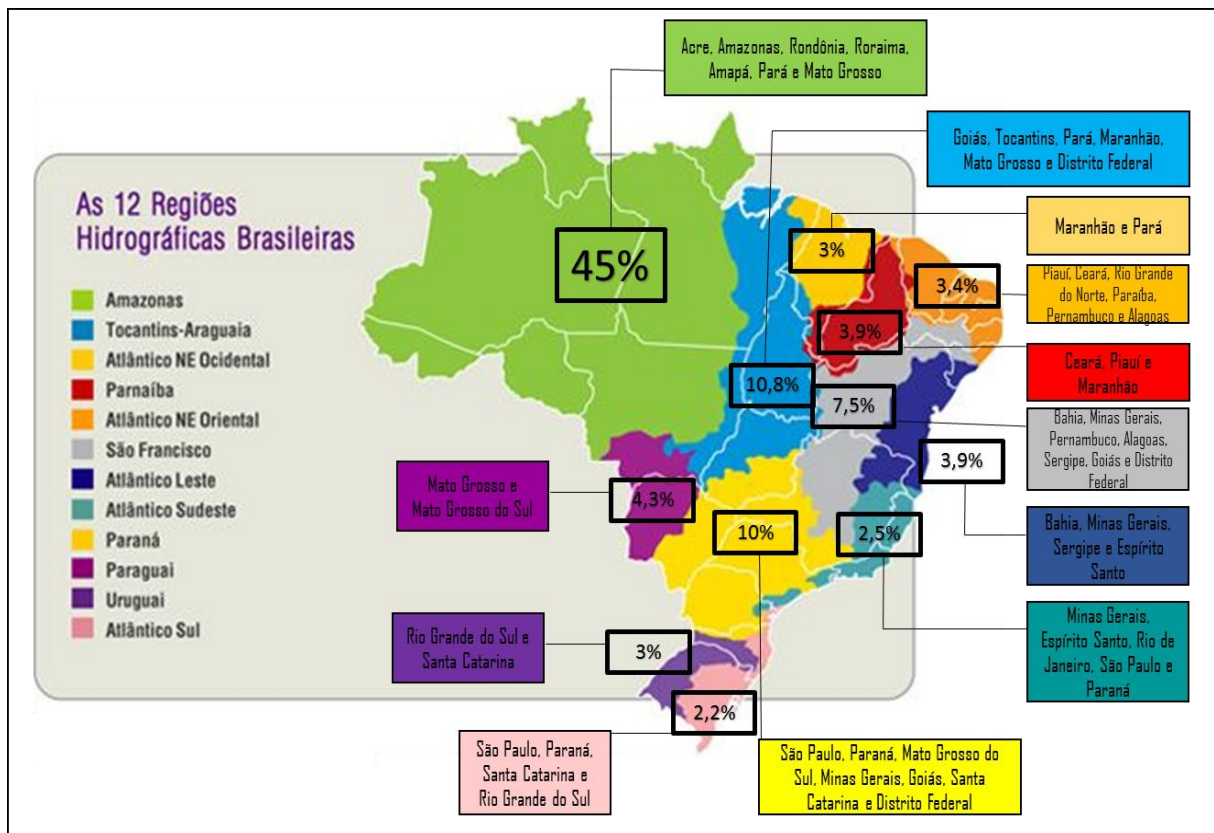 Acre, Amazonas, Rondônia, Roraima,
Amapá, Pará e Mato Grosso
Goiás, Tocantins, Pará, Maranhão,
Mato Grosso e Distrito Federal
As 12 Regiões
Hidrográficas Brasileiras
Amazonas
Tocantins-Araguaia
Atlântico NE Ocidental
Parnaíba
Atlântico NE Oriental
São Francisco
Atlântico Leste
Atlântico Sudeste
Paraná
Paraguai
Uruguai
Atlântico Sul
45%
3%
Maranhão e Pará
3,4%
Piauí, Ceará, Rio Grande
do Norte, Paraíba,
Pernambuco e Alagoas
3,9%
Ceará, Piauí e
Maranhão
10,8%
7,5%
Bahia, Minas Gerais,
Pernambuco, Alagoas,
Sergipe, Goiás e Distrito
Federal
3,9%
Mato Grosso e
Mato Grosso do Sul
4,3%
10%
2,5%
Bahia, Minas Gerais,
Sergipe e Espírito
Santo
Rio Grande do Sul e
Santa Catarina
3%
Minas Gerais,
Espírito Santo, Rio de
Janeiro, São Paulo e
Paraná
2,2%
São Paulo, Paraná,
Santa Catarina e
Rio Grande do Sul
São Paulo, Paraná, Mato Grosso do
Sul, Minas Gerais, Goiás, Santa
Catarina e Distrito Federal